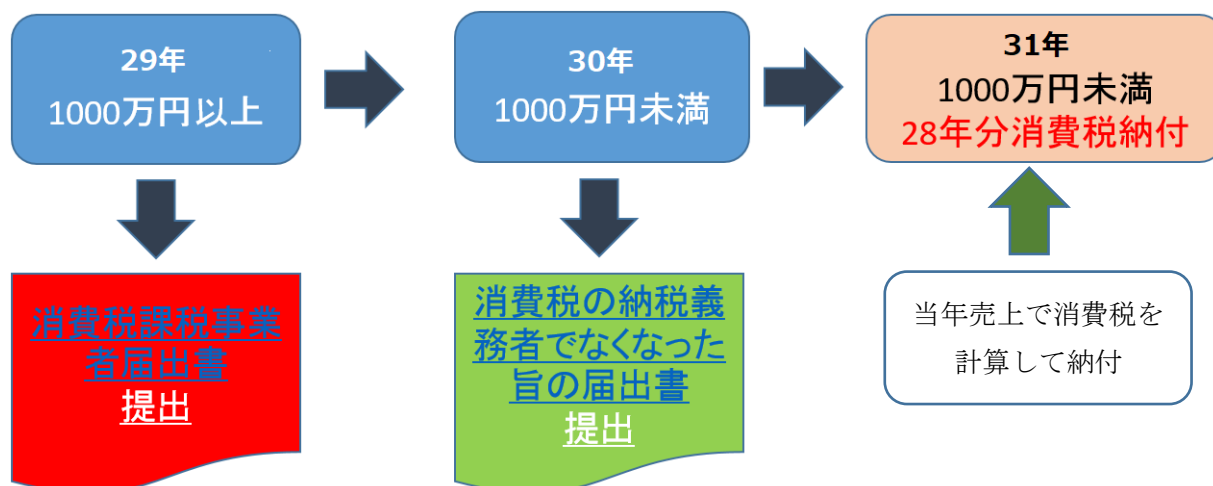 29年
1000万円以上
30年
1000万円未満
31年
1000万円未満
28年分消費税納付
消費税課税事業
者届出書
提出
消費税の納税義
務者でなくなった
旨の届出書
提出
当年売上で消費税を
計算して納付